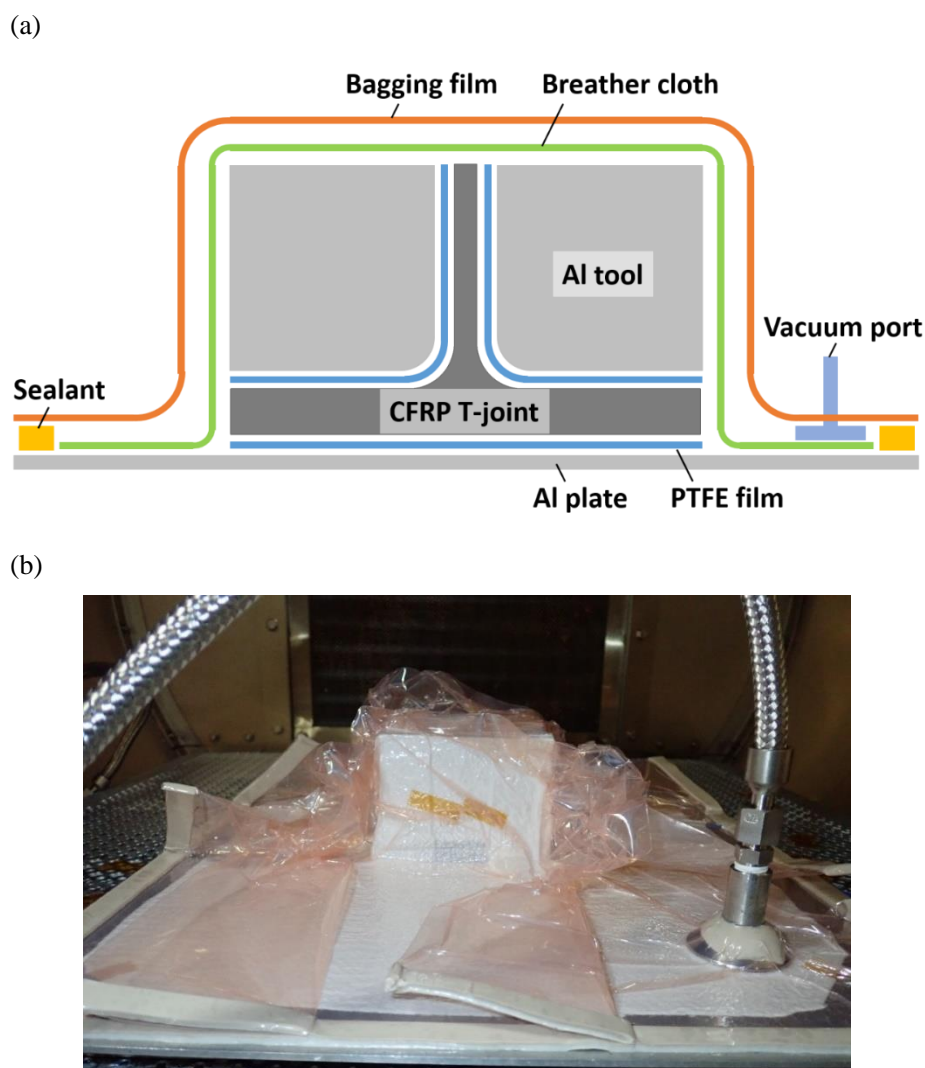 (a)
Bagging film
Breather cloth
Al tool
Vacuum port
Sealant
CFRP T-joint
Al plate
PTFE film
(b)